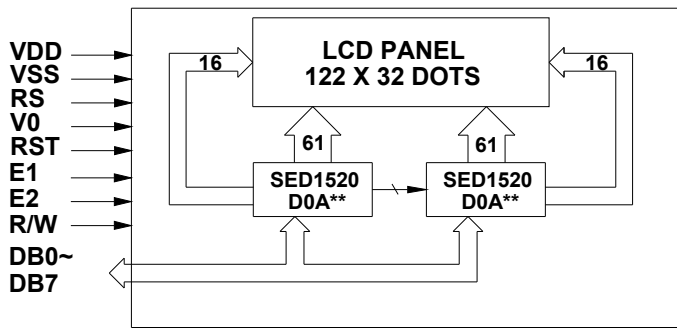 VDD
VSS
RS
V0
RST
E1
E2
R/W
DB0~
DB7
LCD PANEL
122 X 32 DOTS
16
16
61
61
SED1520
D0A**
SED1520
D0A**